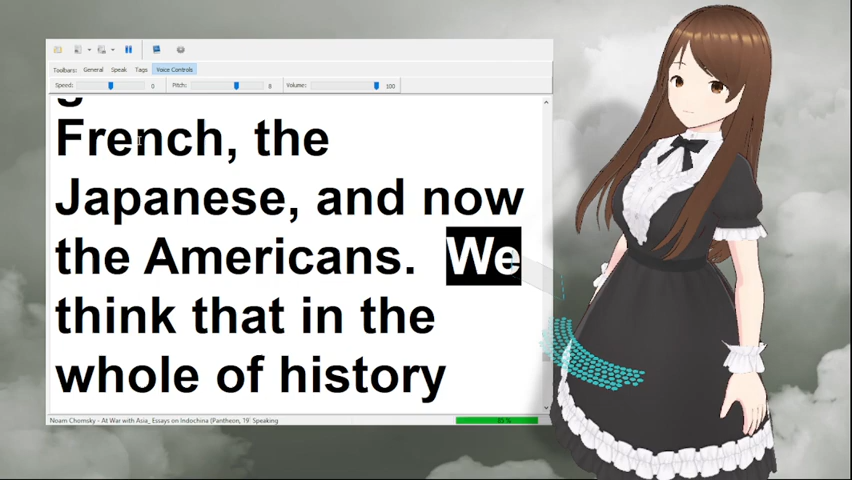 Toolbars: General Speak Tags Voice Controls
Speed: 0 Pitch: 8 Volume: 100
French, the
Japanese, and now
the Americans. We
think that in the
whole of history
Noam Chomsky - At War with Asia_ Essays on Indochina (Pantheon, 19' Speaking